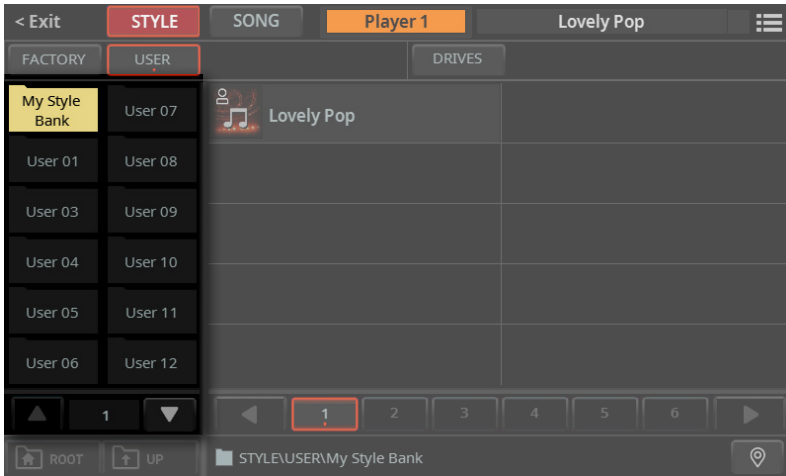 < Exit
STYLE
SONG
Player 1
Lovely Pop
FACTORY
USER
DRIVES
My Style
Bank
User 07
User 01
User 08
User 03
User 09
User 04
User 10
User 05
User 11
User 06
User 12
Lovely Pop
1
1
2
3
4
5
6
ROOT
UP
STYLE\USER\My Style Bank